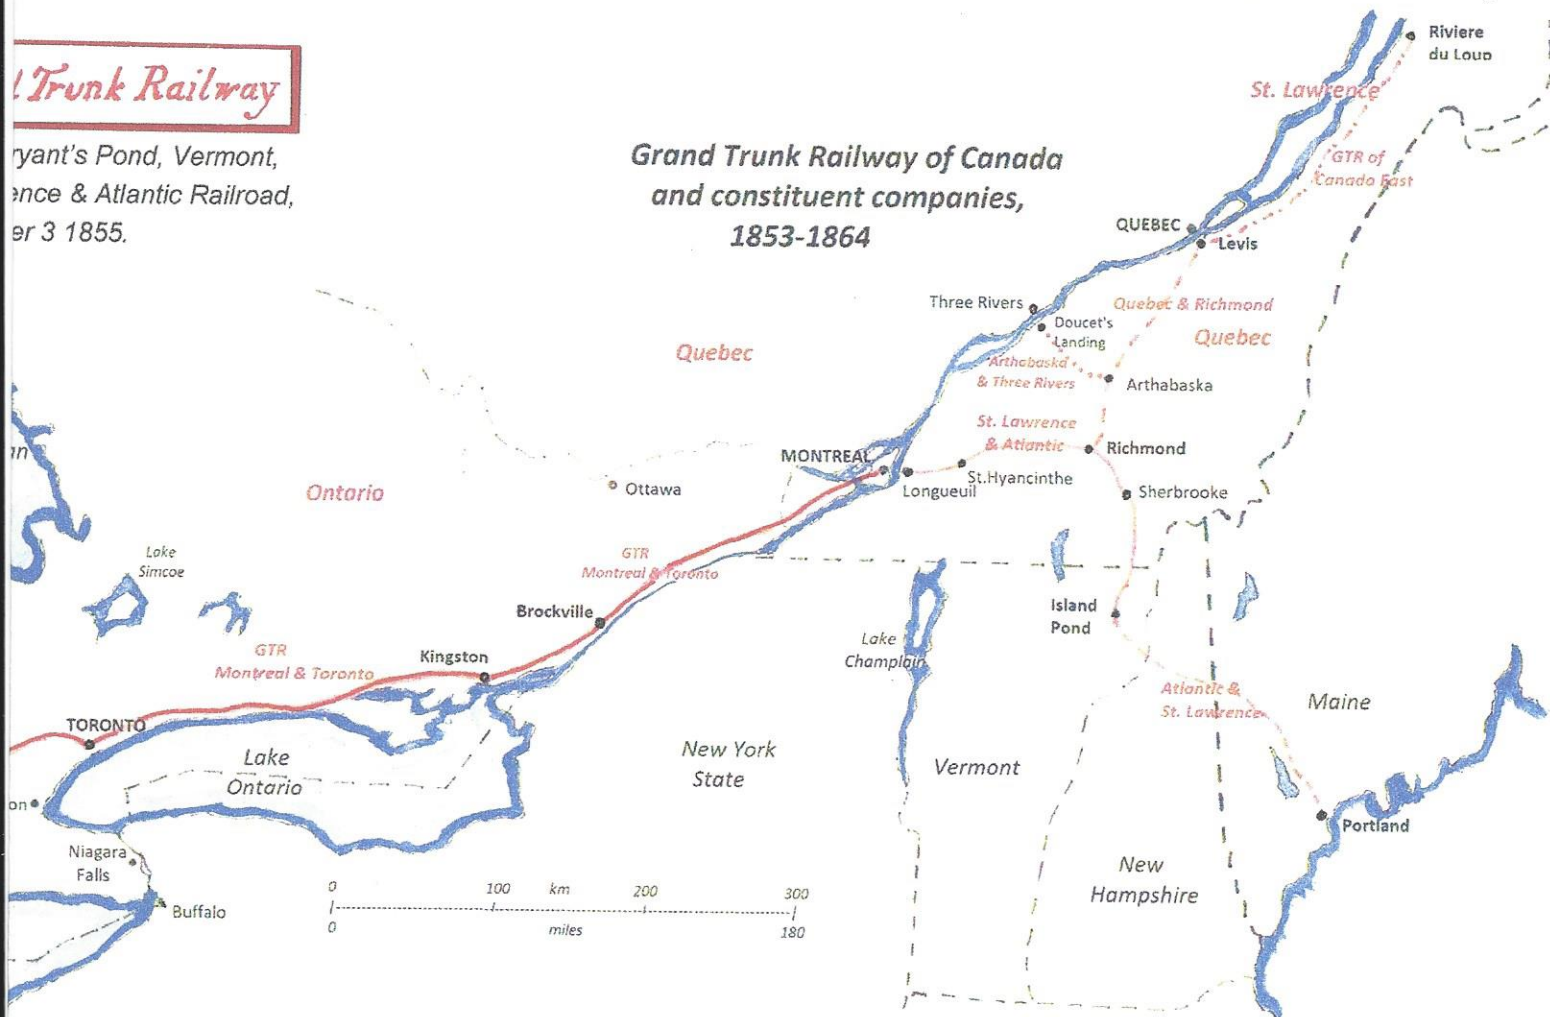 Trunk Railway
ryant's Pond, Vermont,
ence & Atlantic Railroad,
er 3 1855.
Grand Trunk Railway of Canada
and constituent companies,
1853-1864
Riviere
du Loup
St. Lawrence
GTR of
Canado East
QUEBEC
Levis
Three Rivers
Doucet's
Landing
Quebec & Richmond
Quebec
Quebec
Arthabaska
& Three Rivers
Arthabaska
St. Lawrence
& Atlantic
Richmond
MONTREAL
Longueuil
St.Hyancinthe
Sherbrooke
Ottawa
Ontario
Lake
Simcoe
GTR
Montreal & Toronto
Brockville
Island
Pond
Lake
Champlain
GTR
Montreal & Toronto
Kingston
Atlantic &
St. Lawrence
Maine
TORONTO
Lake
Ontario
New York
State
Vermont
on
Portland
Niagara
Falls
New
Hampshire
Buffalo
0 100 km 200 300
0 miles 180